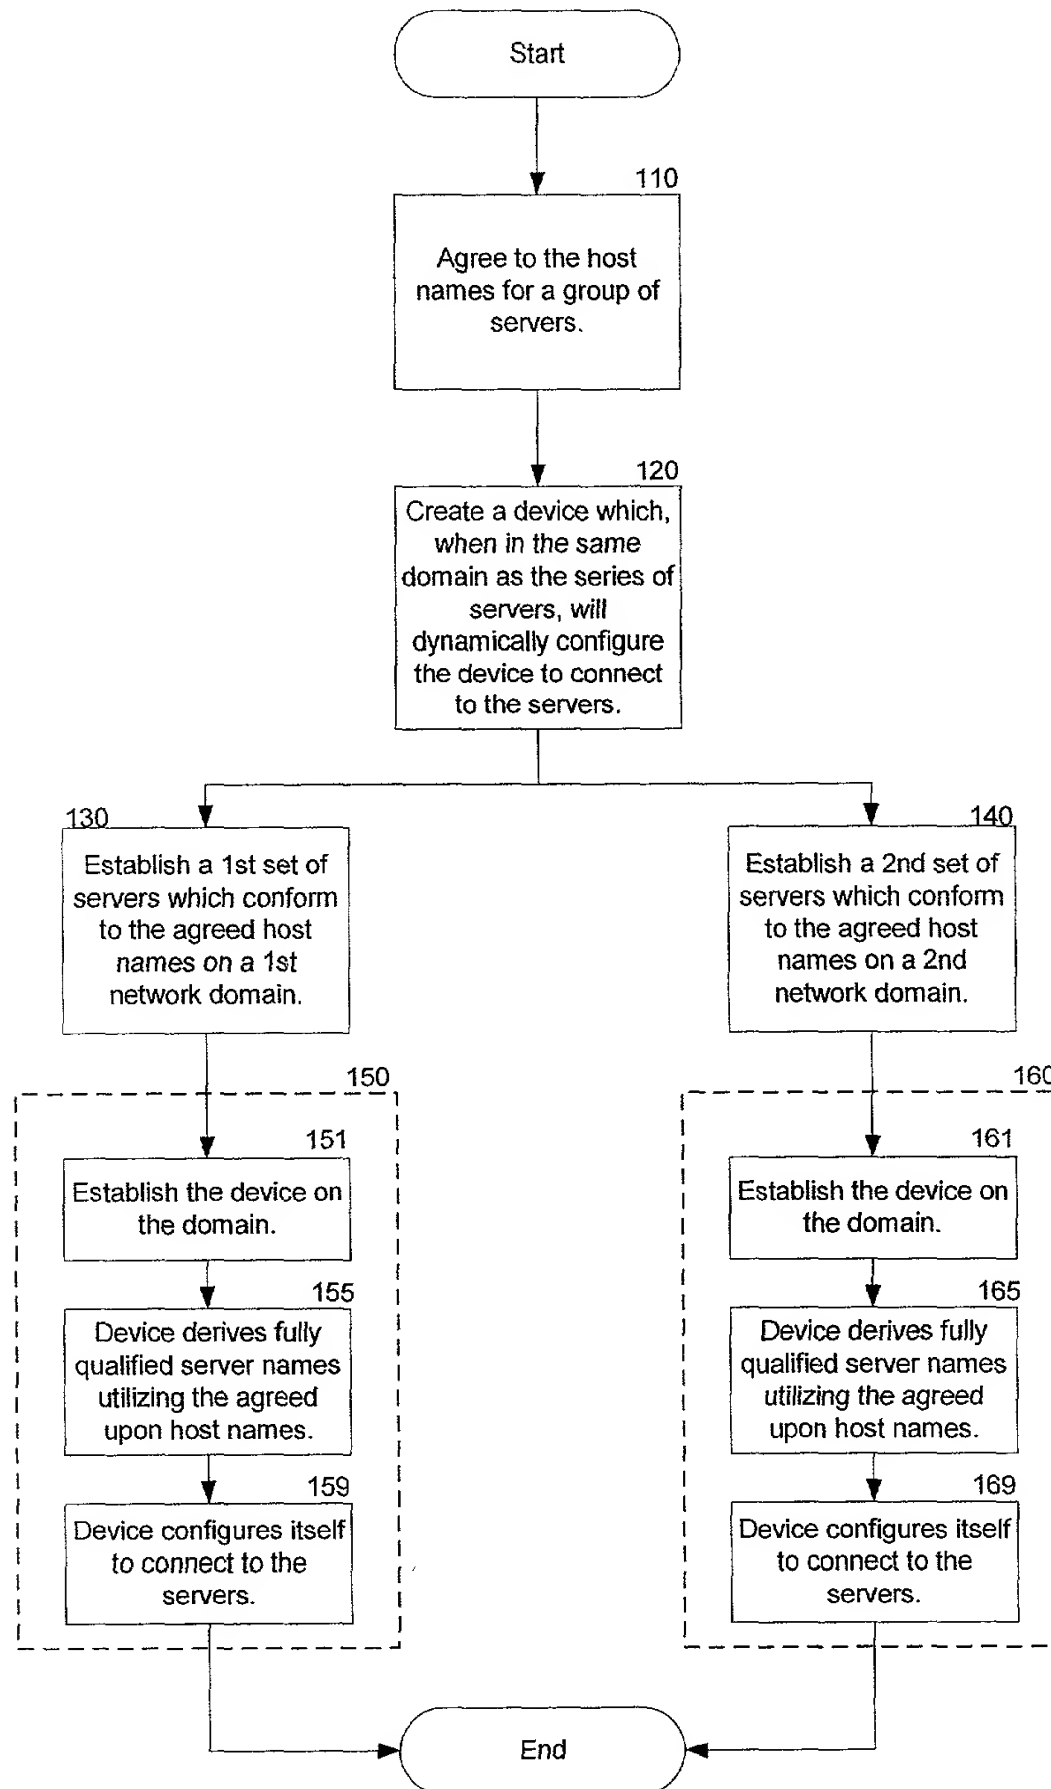 Start
110
Agree to the host
names for a group of
servers.
120
Create a device which,
when in the same
domain as the series of
servers, will
dynamically configure
the device to connect
to the servers.
130
Establish a 1st set of
servers which conform
to the agreed host
names on a 1st
network domain.
140
Establish a 2nd set of
servers which conform
to the agreed host
names on a 2nd
network domain.
150
151
Establish the device on
the domain.
155
Device derives fully
qualified server names
utilizing the agreed
upon host names.
159
Device configures itself
to connect to the
servers.
160
161
Establish the device on
the domain.
165
Device derives fully
qualified server names
utilizing the agreed
upon host names.
169
Device configures itself
to connect to the
servers.
End